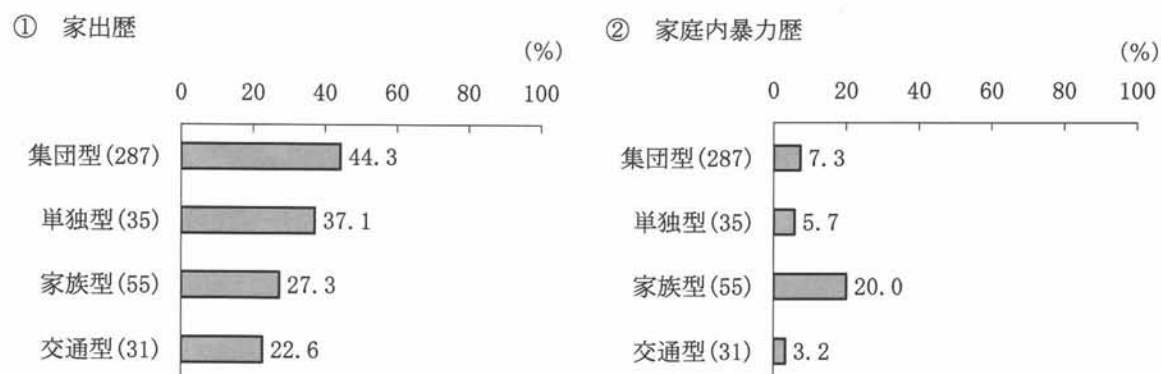 ① 家出歴
(%)
0 20 40 60 80 100
集団型(287) 44.3
単独型(35) 37.1
家族型(55) 27.3
交通型(31) 22.6
② 家庭内暴力歴
(%)
0 20 40 60 80 100
集団型(287) 7.3
単独型(35) 5.7
家族型(55) 20.0
交通型(31) 3.2